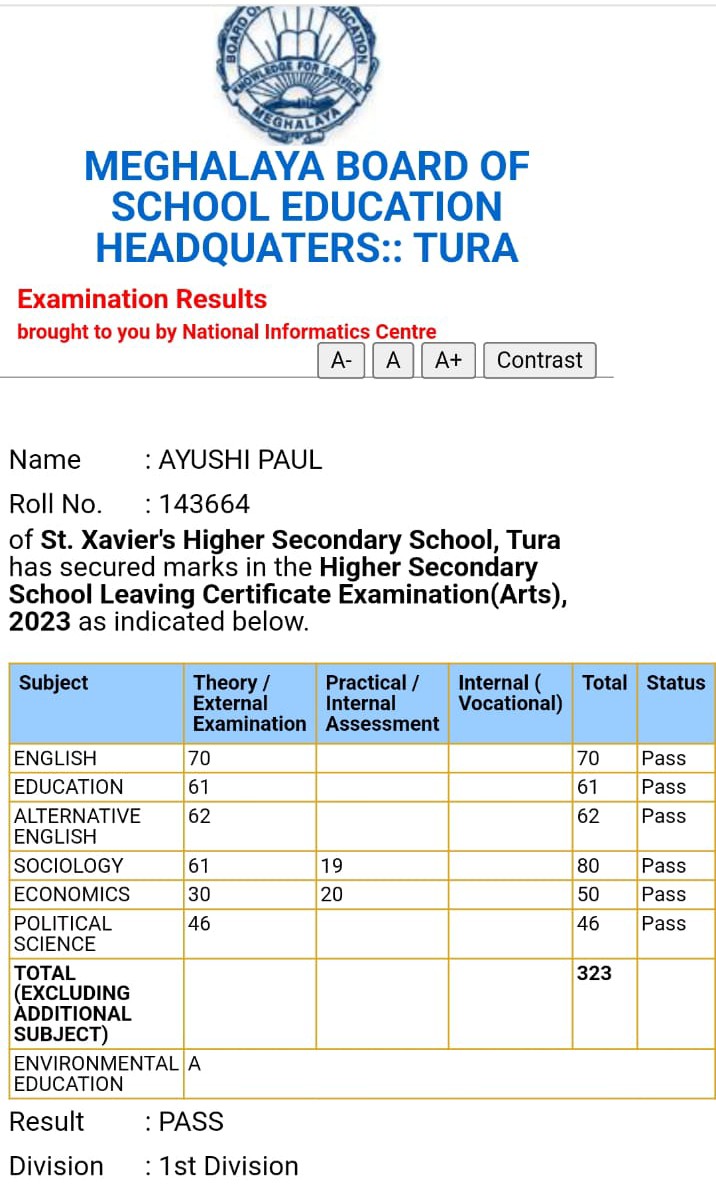 BOARD OF
EDUCATION
KNOWLEDGE FOR SERVICE
MEGHALAYA
MEGHALAYA BOARD OF
SCHOOL EDUCATION
HEADQUATERS:: TURA
Examination Results
brought to you by National Informatics Centre
A- A A+ Contrast
Name : AYUSHI PAUL
Roll No. : 143664
of St. Xavier's Higher Secondary School, Tura
has secured marks in the Higher Secondary
School Leaving Certificate Examination(Arts),
2023 as indicated below.
Subject Theory / Practical / Internal ( Total Status
External Internal Vocational)
Examination Assessment
ENGLISH 70 70 Pass
EDUCATION 61 61 Pass
ALTERNATIVE 62 62 Pass
ENGLISH
SOCIOLOGY 61 19 80 Pass
ECONOMICS 30 20 50 Pass
POLITICAL 46 46 Pass
SCIENCE
TOTAL 323
(EXCLUDING
ADDITIONAL
SUBJECT)
ENVIRONMENTAL A
EDUCATION
Result : PASS
Division : 1st Division